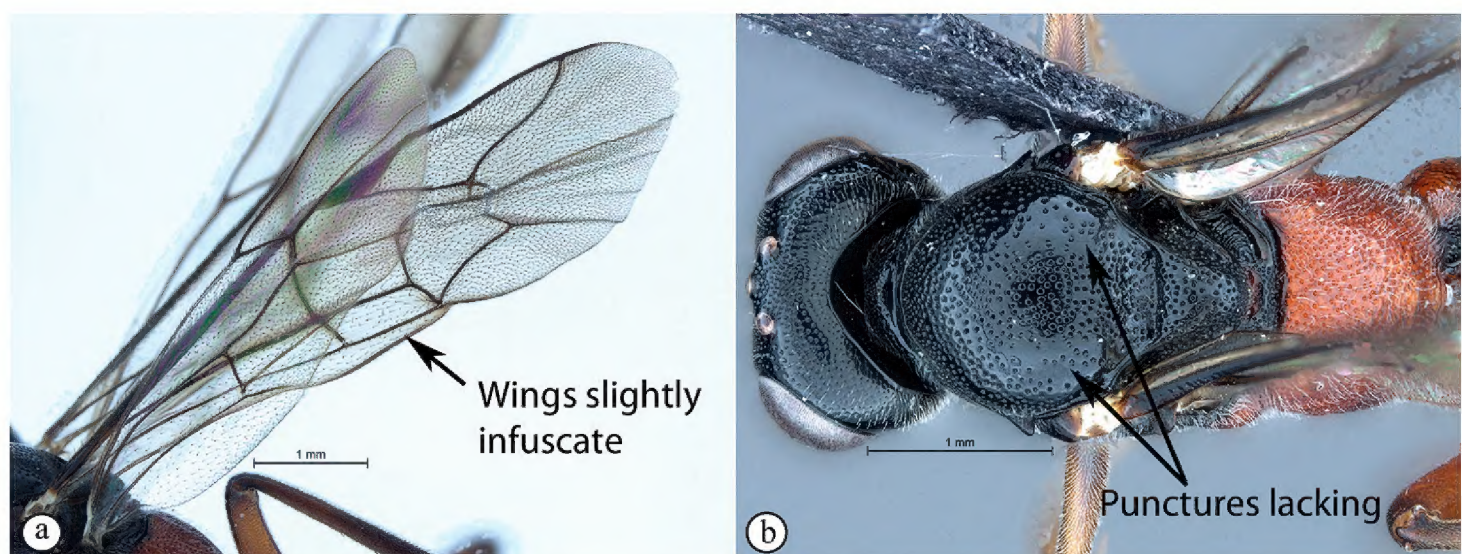 Wings slightly
infuscate
1 mm
a
1 mm
Punctures lacking
b